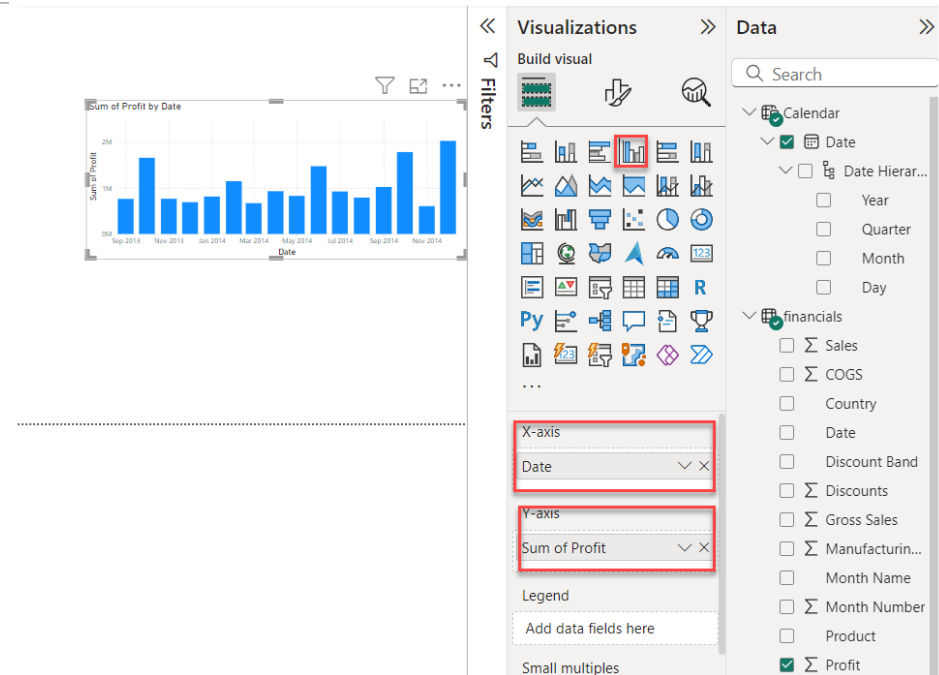 Sum of Profit by Date
Sum of Profit
2M
1M
0M
Sep 2013 Nov 2013 Jan 2014 Mar 2014 May 2014 Jul 2014 Sep 2014 Nov 2014
Date
Filters
Visualizations
Build visual
123
R
Py
123
...
X-axis
Date
Y-axis
Sum of Profit
Legend
Add data fields here
Small multiples
Data
Search
Calendar
Date
Date Hierar...
Year
Quarter
Month
Day
financials
Σ Sales
Σ COGS
Country
Date
Discount Band
Σ Discounts
Σ Gross Sales
Σ Manufacturin...
Month Name
Σ Month Number
Product
Σ Profit